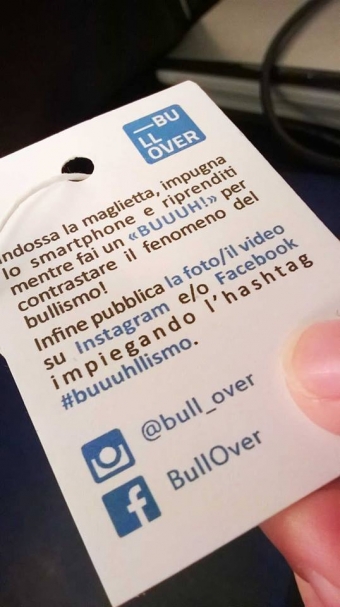 —BU
LL
OVER
Indossa la maglietta, impugna
lo smartphone e riprenditi
mentre fai un «BUUUH!» per
contrastare il fenomeno del
bullismo!
Infine pubblica la foto/il video
su Instagram e/o Facebook
impiegando l'hashtag
#buuuhllismo.
@bull_over
BullOver